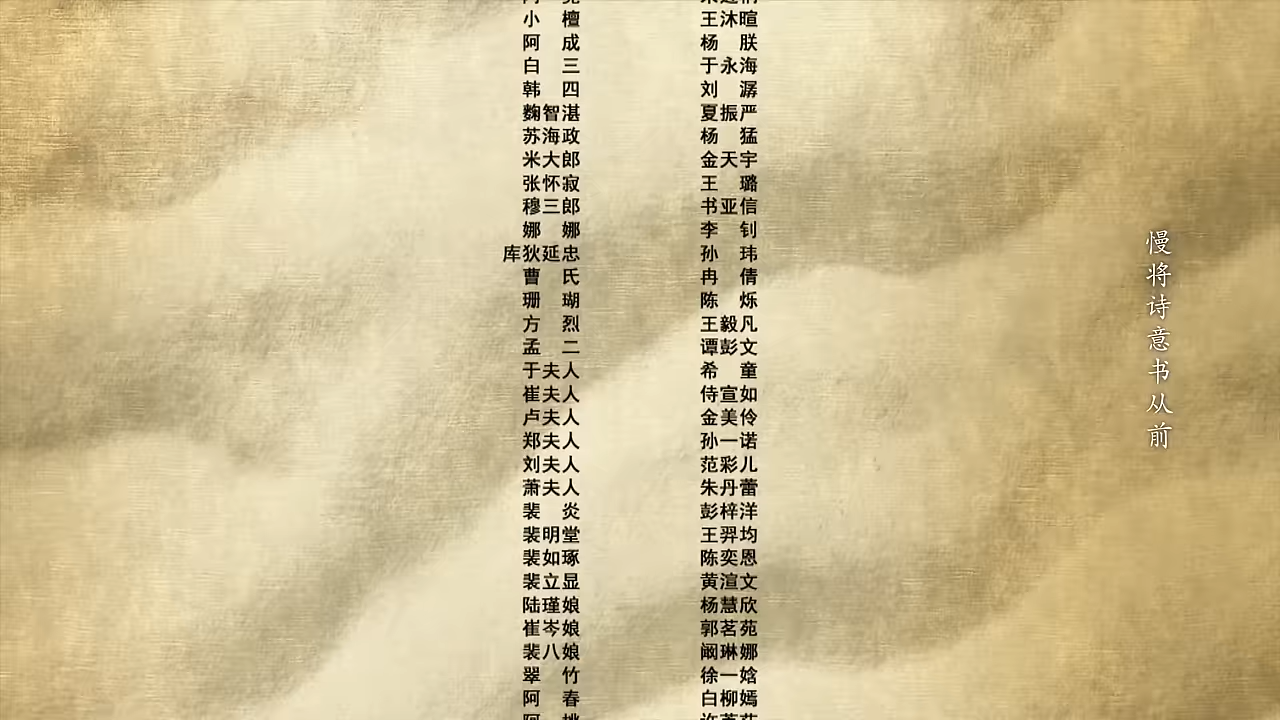 小檀 王沐暄
阿成 杨朕
白三 于永海
韩四 刘潺
麴智湛 夏振严
苏海政 杨猛
米大郎 金天宇
张怀寂 王璐
穆三郎 书亚信
娜娜 李钊
库狄延忠 孙玮
曹氏 冉倩
珊瑚 陈烁
方烈 王毅凡
孟二 谭彭文
于夫人 希童
崔夫人 侍宣如
卢夫人 金美伶
郑夫人 孙一诺
刘夫人 范彩儿
萧夫人 朱丹蕾
裴炎 彭梓洋
裴明堂 王羿均
裴如琢 陈奕恩
裴立显 黄渲文
陆瑾娘 杨慧欣
崔岑娘 郭茗苑
裴八娘 阚琳娜
翠竹 徐一娢
阿春 白柳嫣
慢将诗意书从前